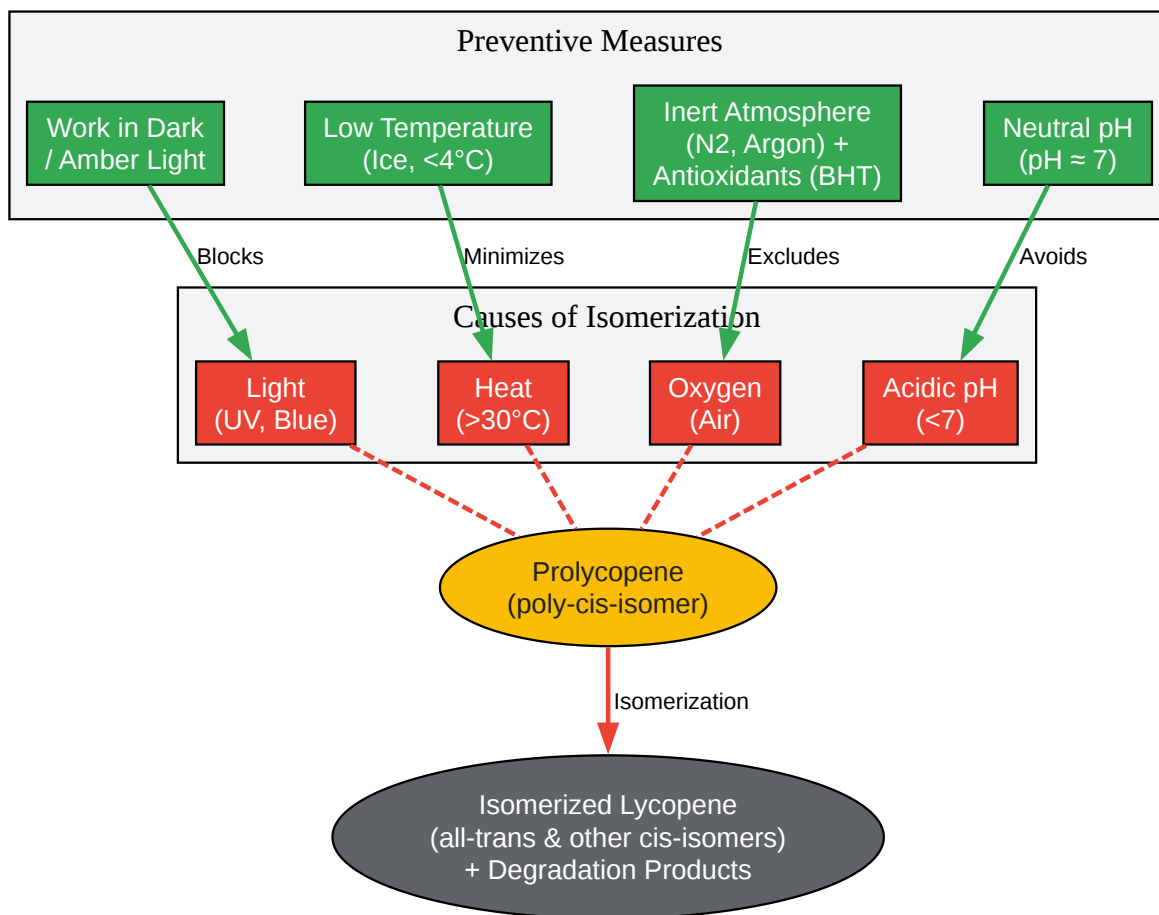 Preventive Measures
Work in Dark
/ Amber Light
Low Temperature
(Ice, <4°C)
Inert Atmosphere
(N2, Argon) +
Antioxidants (BHT)
Neutral pH
(pH ≈ 7)
Blocks
Minimizes
Excludes
Avoids
Causes of Isomerization
Light
(UV, Blue)
Heat
(>30°C)
Oxygen
(Air)
Acidic pH
(<7)
Prolycopene
(poly-cis-isomer)
Isomerization
Isomerized Lycopene
(all-trans & other cis-isomers)
+ Degradation Products